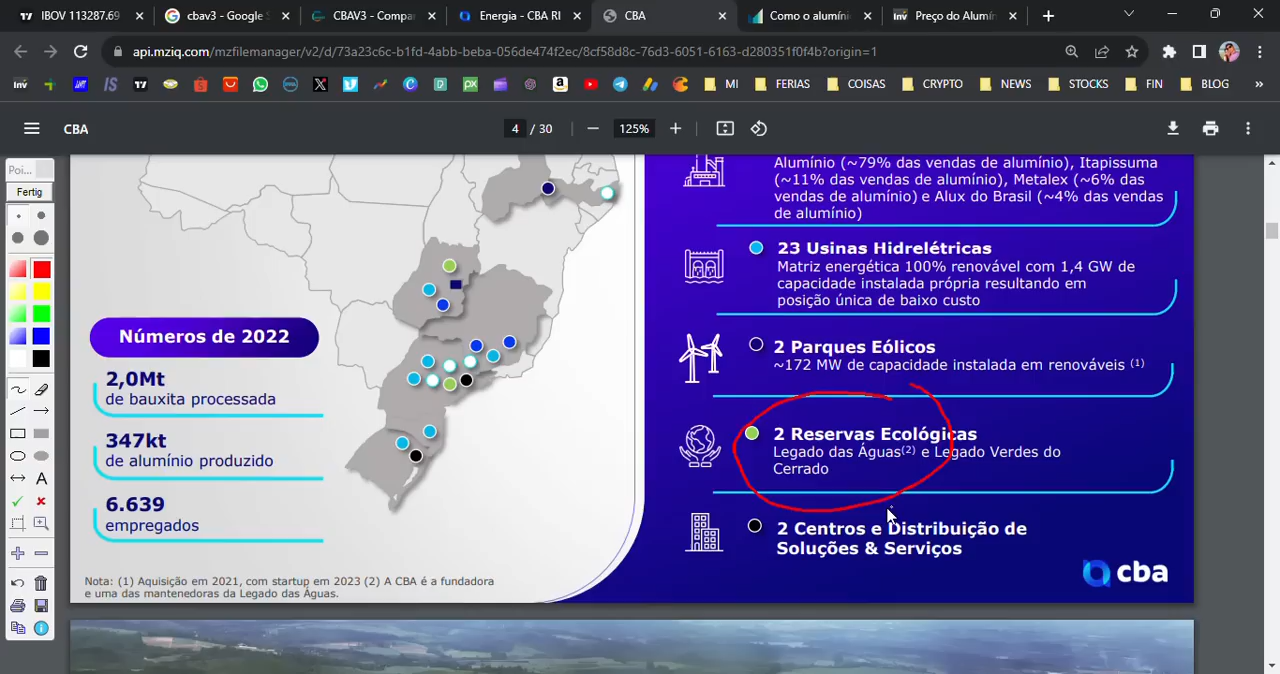 IBOV 113287.69
cbav3 - Google S
CBAV3 - Compar
Energia - CBA RI
CBA
Como o alumíni
Preço do Alumín
api.mziq.com/mzfilemanager/v2/d/73a23c6c-b1fd-4abb-beba-056de474f2ec/8cf58d8c-76d3-6051-6163-d280351f0f4b?origin=1
MI
FERIAS
COISAS
CRYPTO
NEWS
STOCKS
FIN
BLOG
»
CBA
4 / 30
125%
Poi...
Fertig
A
Números de 2022
2,0Mt
de bauxita processada
347kt
de alumínio produzido
6.639
empregados
Nota: (1) Aquisição em 2021, com startup em 2023 (2) A CBA é a fundadora
e uma das mantenedoras da Legado das Águas.
Alumínio (~79% das vendas de alumínio), Itapissuma
(~11% das vendas de alumínio), Metalex (~6% das
vendas de alumínio) e Alux do Brasil (~4% das vendas
de alumínio)
23 Usinas Hidrelétricas
Matriz energética 100% renovável com 1,4 GW de
capacidade instalada própria resultando em
posição única de baixo custo
2 Parques Eólicos
~172 MW de capacidade instalada em renováveis (1)
2 Reservas Ecológicas
Legado das Águas(2) e Legado Verdes do
Cerrado
2 Centros e Distribuição de
Soluções & Serviços
cba